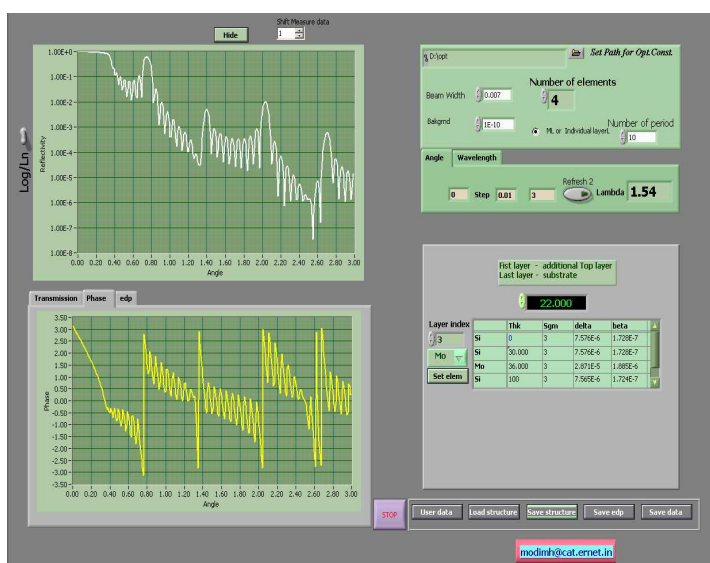 Shift Measure data
Hide
1
1.00E+0
1.00E-1
1.00E-2
1.00E-3
1.00E-4
1.00E-5
1.00E-6
1.00E-7
1.00E-8
Reflectivity
Log/Ln
0.00 0.20 0.40 0.60 0.80 1.00 1.20 1.40 1.60 1.80 2.00 2.20 2.40 2.60 2.80 3.00
Angle
Transmission Phase edp
3.50
3.00
2.50
2.00
1.50
1.00
0.50
0.00
-0.50
-1.00
-1.50
-2.00
-2.50
-3.00
-3.50
Phase
0.00 0.20 0.40 0.60 0.80 1.00 1.20 1.40 1.60 1.80 2.00 2.20 2.40 2.60 2.80 3.00
Angle
D:\opt
Set Path for Opt.Const.
Number of elements
Beam Width 0.007
4
Bakgrnd 1E-10
ML or Individual layerL
Number of period
10
Angle Wavelength
Refresh 2
0 Step 0.01 3 Lambda 1.54
Fist layer - additional Top layer
Last layer - substrate
22.000
Layer index
3
Mo
Set elem
Thk Sgm delta beta
Si 0 3 7.576E-6 1.728E-7
Si 30.000 3 7.576E-6 1.728E-7
Mo 36.000 3 2.871E-5 1.885E-6
Si 100 3 7.565E-6 1.724E-7
STOP
User data Load structure Save structure Save edp Save data
modimh@cat.ernet.in